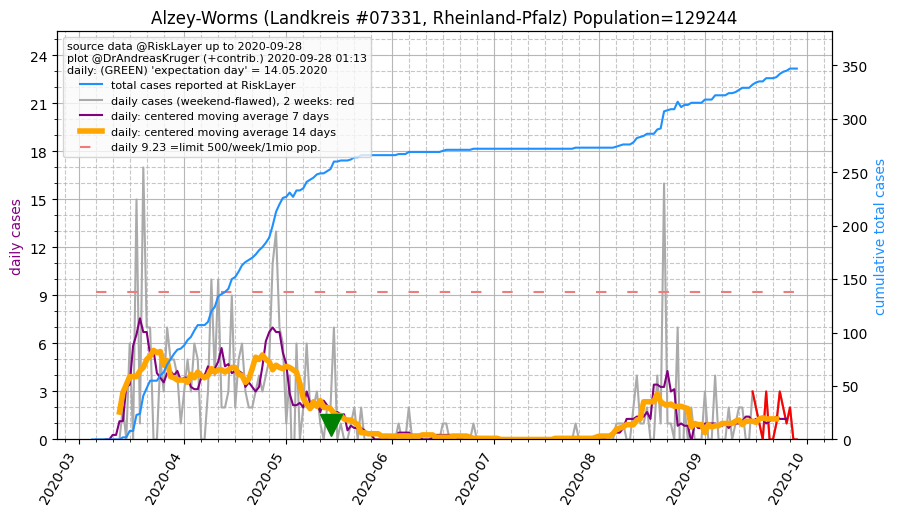 Alzey-Worms (Landkreis #07331, Rheinland-Pfalz) Population=129244
source data @RiskLayer up to 2020-09-28
plot @DrAndreasKruger (+contrib.) 2020-09-28 01:13
daily: (GREEN) 'expectation day' = 14.05.2020
total cases reported at RiskLayer
daily cases (weekend-flawed), 2 weeks: red
daily: centered moving average 7 days
daily: centered moving average 14 days
daily 9.23 =limit 500/week/1mio pop.
daily cases
24
21
18
15
12
9
6
3
0
cumulative total cases
350
300
250
200
150
100
50
0
2020-03
2020-04
2020-05
2020-06
2020-07
2020-08
2020-09
2020-10